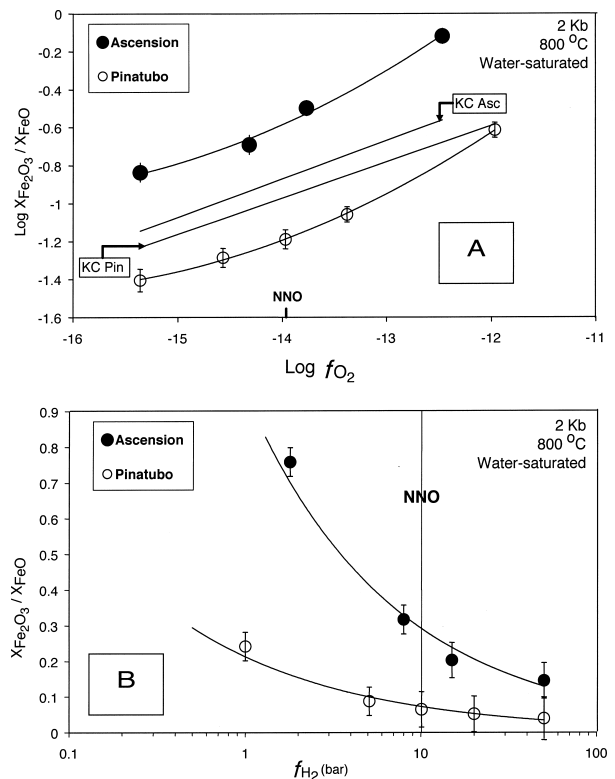 0
-0.2
-0.4
-0.6
-0.8
-1
-1.2
-1.4
-1.6
Log XFe2O3 / XFeO
Ascension
Pinatubo
2 Kb
800 oC
Water-saturated
KC Asc
KC Pin
A
NNO
-16 -15 -14 -13 -12 -11
Log fO2
0.9
0.8
0.7
0.6
0.5
0.4
0.3
0.2
0.1
0
XFe2O3 / XFeO
Ascension
Pinatubo
2 Kb
800 oC
Water-saturated
NNO
B
0.1 1 10 100
fH2 (bar)